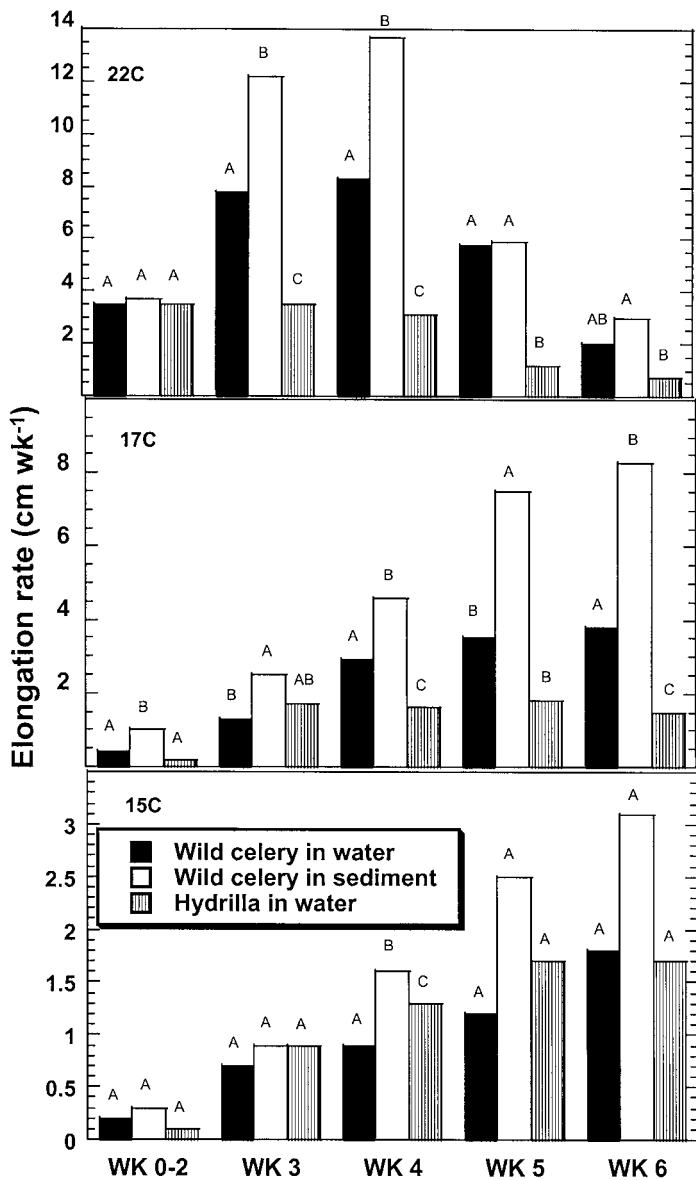 Elongation rate (cm wk-1)
22C
14
12
10
8
6
4
2
A A A
A B C
A B C
A A B
AB A B
17C
8
6
4
2
A B A
B A AB
A B C
B A B
A B C
15C
3
2.5
2
1.5
1
0.5
0
Wild celery in water
Wild celery in sediment
Hydrilla in water
A A A
A A A
A B C
A A A
A A A
WK 0-2 WK 3 WK 4 WK 5 WK 6